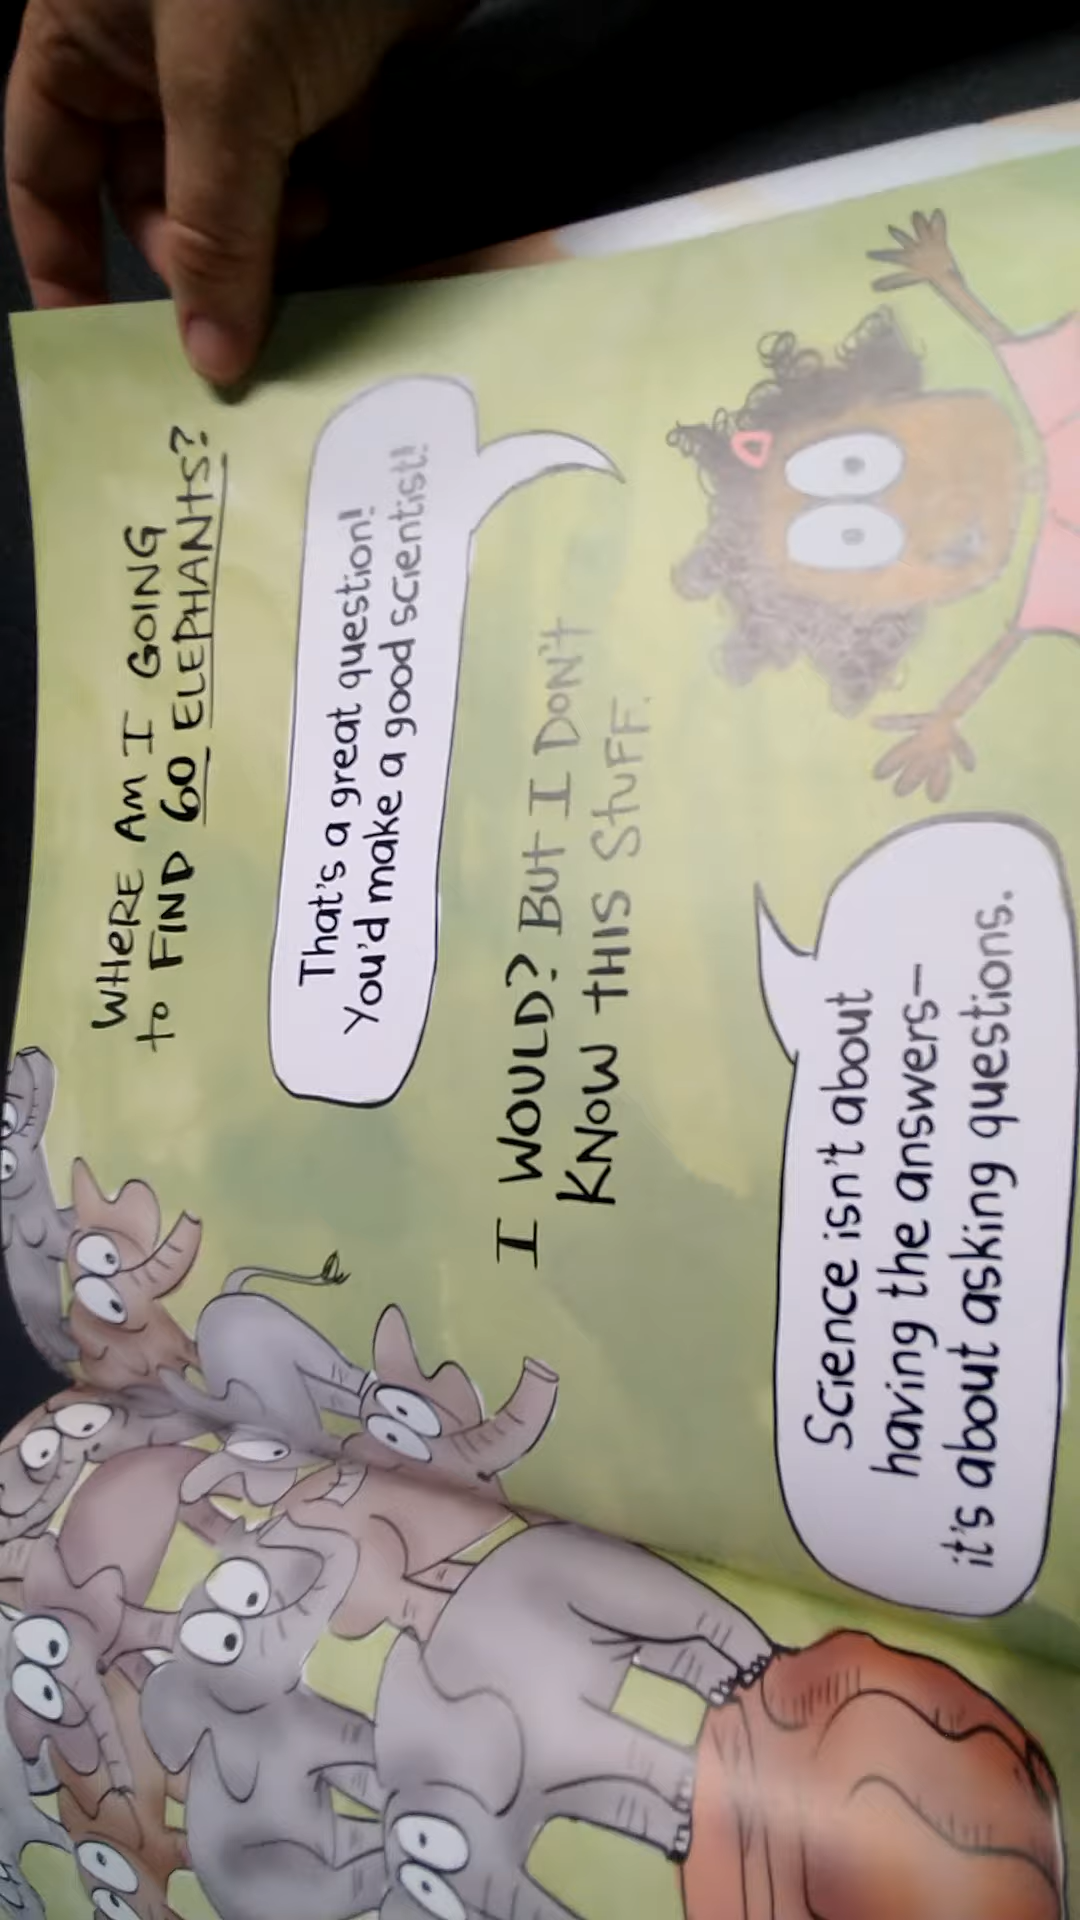 WHERE AM I GOING
to FIND 60 ELEPHANTS?
That's a great question!
You'd make a good scientist!
I WOULD? BUT I DON't
KNOW tHIS StuFF.
Science isn't about
having the answers—
it's about asking questions.